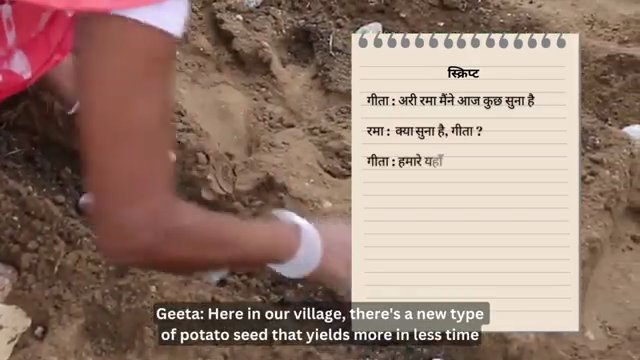 स्क्रिप्ट
गीता : अरी रमा मैंने आज कुछ सुना है
रमा : क्या सुना है, गीता ?
गीता : हमारे यहाँ
Geeta: Here in our village, there's a new type
of potato seed that yields more in less time